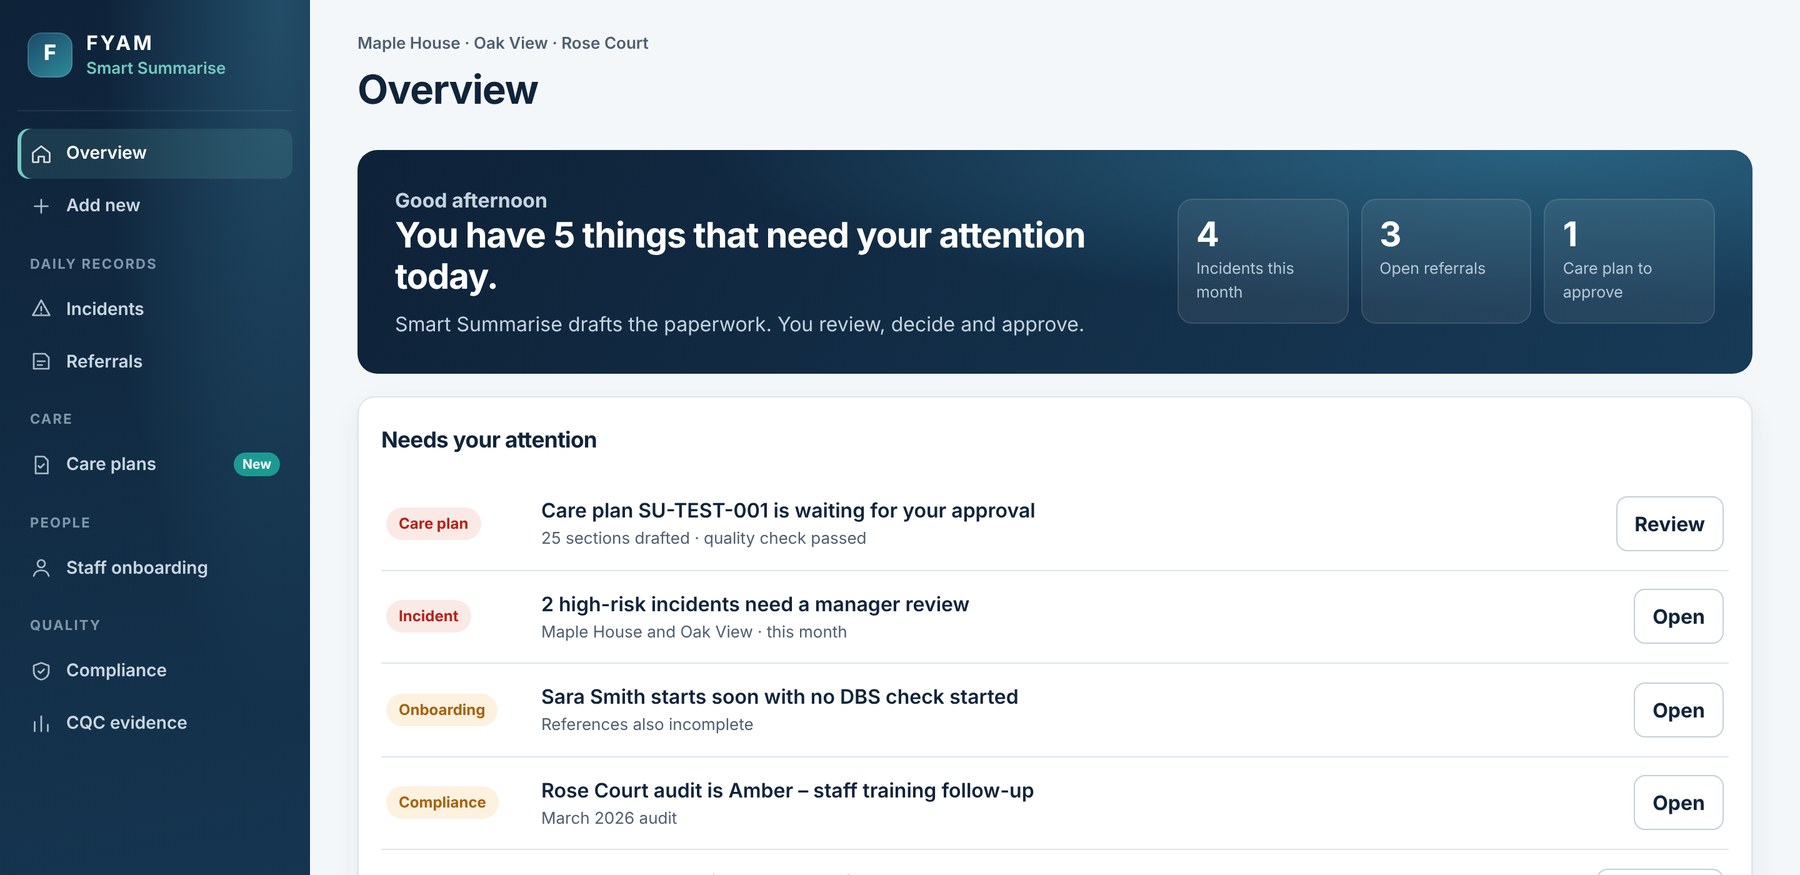 F
FYAM
Smart Summarise
Overview
Add new
DAILY RECORDS
Incidents
Referrals
CARE
Care plans
New
PEOPLE
Staff onboarding
QUALITY
Compliance
CQC evidence
Maple House · Oak View · Rose Court
Overview
Good afternoon
You have 5 things that need your attention
today.
Smart Summarise drafts the paperwork. You review, decide and approve.
4
Incidents this
month
3
Open referrals
1
Care plan to
approve
Needs your attention
Care plan
Care plan SU-TEST-001 is waiting for your approval
25 sections drafted · quality check passed
Review
Incident
2 high-risk incidents need a manager review
Maple House and Oak View · this month
Open
Onboarding
Sara Smith starts soon with no DBS check started
References also incomplete
Open
Compliance
Rose Court audit is Amber – staff training follow-up
March 2026 audit
Open